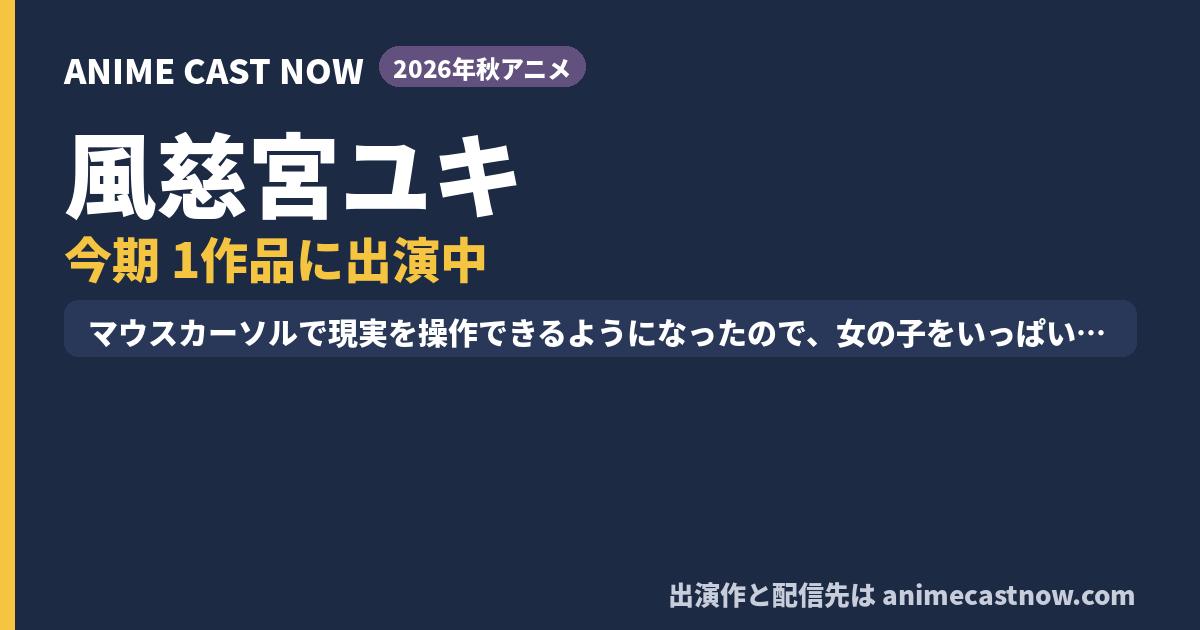 ANIME CAST NOW 2026年秋アニメ
風慈宮ユキ
今期 1作品に出演中
マウスカーソルで現実を操作できるようになったので、女の子をいっぱい…
出演作と配信先は animecastnow.com